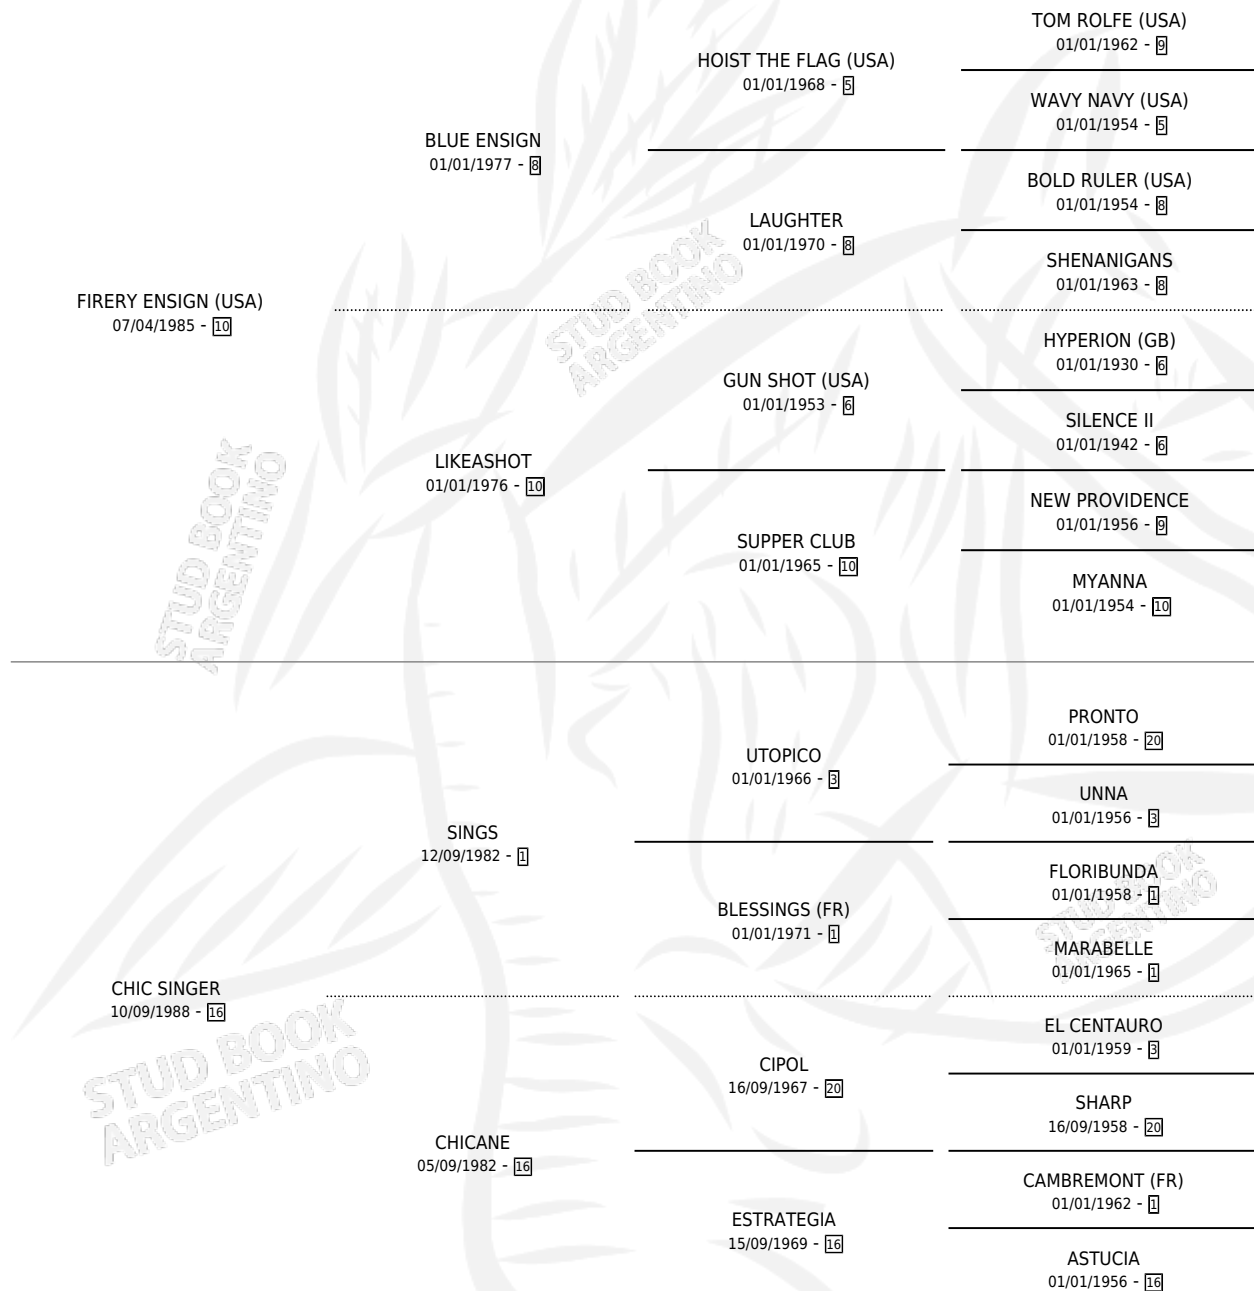 TOM ROLFE (USA)
01/01/1962 - 9
HOIST THE FLAG (USA)
01/01/1968 - 5
WAVY NAVY (USA)
01/01/1954 - 5
BLUE ENSIGN
01/01/1977 - 8
BOLD RULER (USA)
01/01/1954 - 8
LAUGHTER
01/01/1970 - 8
SHENANIGANS
01/01/1963 - 8
FIRERY ENSIGN (USA)
07/04/1985 - 10
HYPERION (GB)
01/01/1930 - 6
GUN SHOT (USA)
01/01/1953 - 6
SILENCE II
01/01/1942 - 6
LIKEASHOT
01/01/1976 - 10
NEW PROVIDENCE
01/01/1956 - 9
SUPPER CLUB
01/01/1965 - 10
MYANNA
01/01/1954 - 10
PRONTO
01/01/1958 - 20
UTOPICO
01/01/1966 - 3
UNNA
01/01/1956 - 3
SINGS
12/09/1982 - 1
FLORIBUNDA
01/01/1958 - 1
BLESSINGS (FR)
01/01/1971 - 1
MARABELLE
01/01/1965 - 1
CHIC SINGER
10/09/1988 - 16
EL CENTAURO
01/01/1959 - 3
CIPOL
16/09/1967 - 20
SHARP
16/09/1958 - 20
CHICANE
05/09/1982 - 16
CAMBREMONT (FR)
01/01/1962 - 1
ESTRATEGIA
15/09/1969 - 16
ASTUCIA
01/01/1956 - 16
STUD BOOK
ARGENTINO
STUD BOOK
ARGENTINO
STUD BOOK
ARGENTINO
STUD BOOK
ARGENTINO